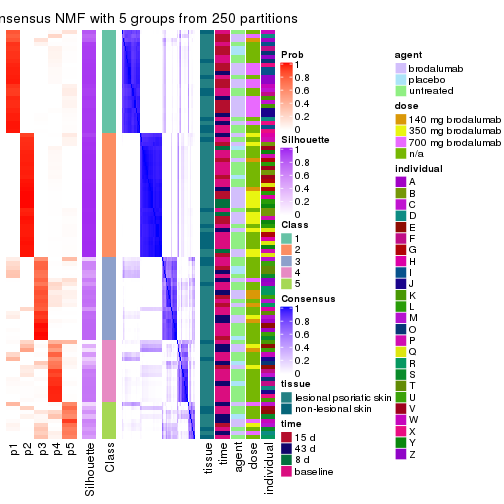 nsensus NMF with 5 groups from 250 partitions
Prob
1
0.8
0.6
0.4
0.2
0
Silhouette
1
0.8
0.6
0.4
0.2
0
Class
1
2
3
4
5
Consensus
1
0.8
0.6
0.4
0.2
0
tissue
lesional psoriatic skin
non-lesional skin
time
15 d
43 d
8 d
baseline
agent
brodalumab
placebo
untreated
dose
140 mg brodalumab
350 mg brodalumab
700 mg brodalumab
n/a
individual
A
B
C
D
E
F
G
H
I
J
K
L
M
O
P
Q
R
S
T
U
V
W
X
Y
Z
p1
p2
p3
p4
p5
Silhouette
Class
tissue
time
agent
dose
individual